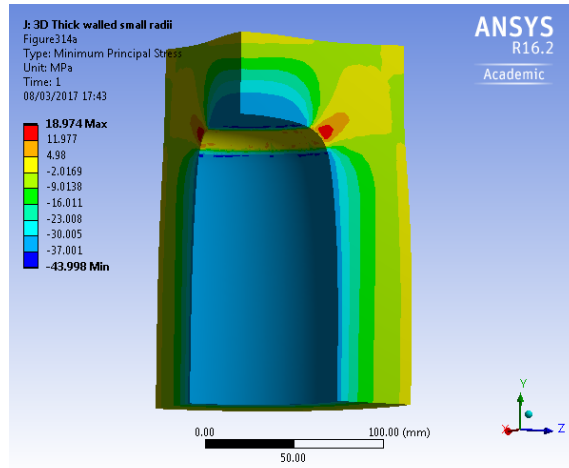 J: 3D Thick walled small radii
Figure314a
Type: Minimum Principal Stress
Unit: MPa
Time: 1
08/03/2017 17:43
18.974 Max
11.977
4.98
-2.0169
-9.0138
-16.011
-23.008
-30.005
-37.001
-43.998 Min
ANSYS
R16.2
Academic
0.00
100.00 (mm)
50.00
Y
X
Z